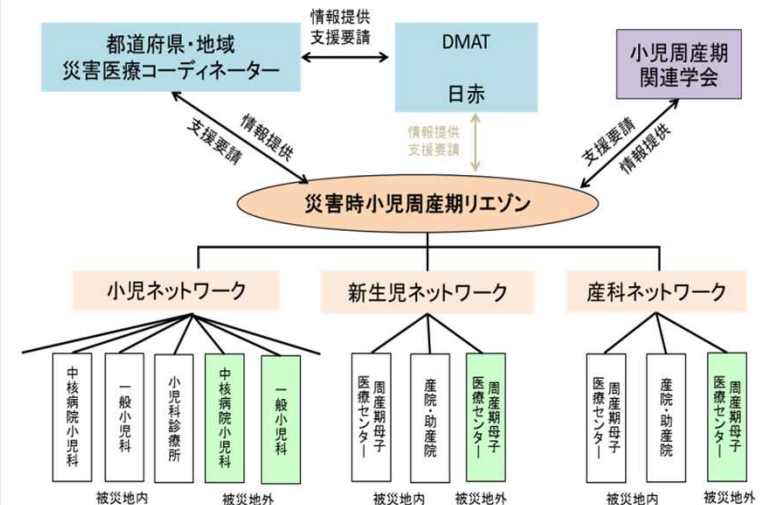 都道府県・地域
災害医療コーディネーター
情報提供
支援要請
DMAT
日赤
小児周産期
関連学会
支援要請
情報提供
情報提供
支援要請
支援要請
情報提供
災害時小児周産期リエゾン
小児ネットワーク
新生児ネットワーク
産科ネットワーク
中核病院小児科
一般小児科
小児科診療所
中核病院小児科
一般小児科
周産期母子
医療センター
産院・助産院
周産期母子
医療センター
周産期母子
医療センター
産院・助産院
周産期母子
医療センター
被災地内
被災地外
被災地内
被災地外
被災地内
被災地外